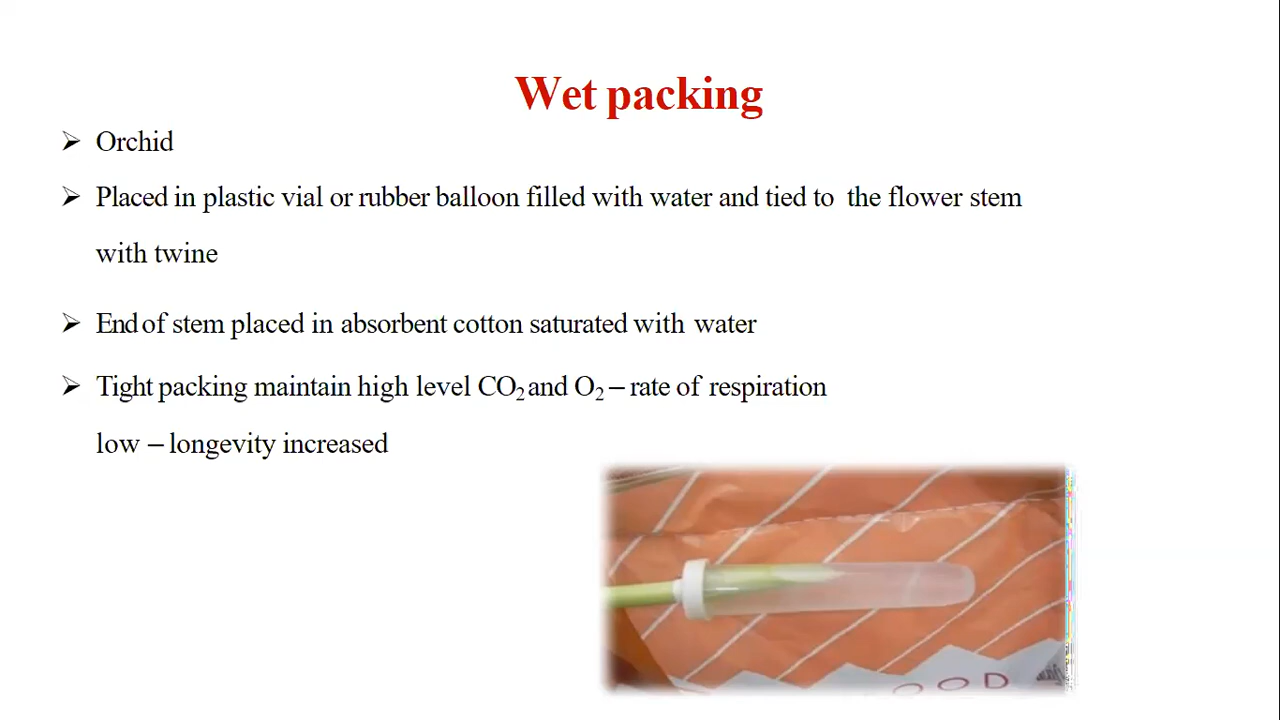 Wet packing
➢ Orchid
➢ Placed in plastic vial or rubber balloon filled with water and tied to the flower stem
with twine
➢ End of stem placed in absorbent cotton saturated with water
➢ Tight packing maintain high level CO₂ and O₂ – rate of respiration
low – longevity increased